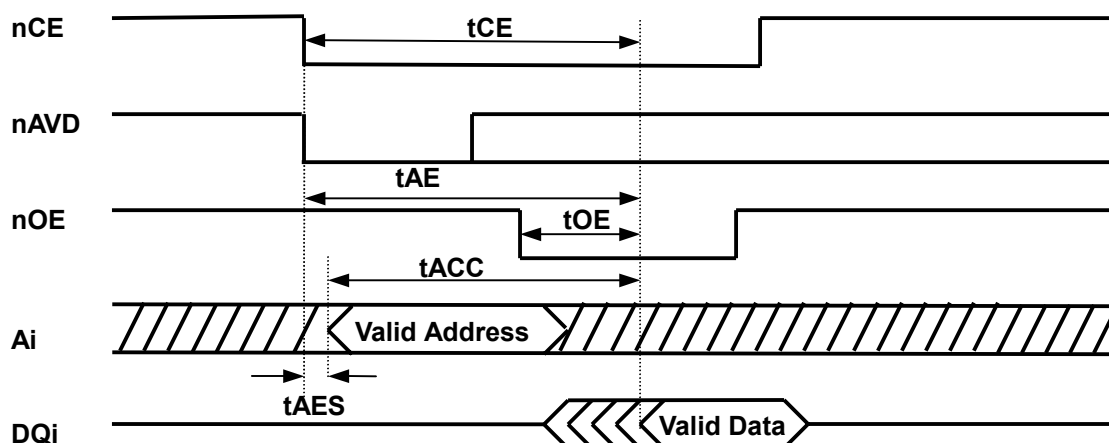 nCE
tCE
nAVD
tAE
nOE
tOE
tACC
Ai
Valid Address
tAES
DQi
Valid Data